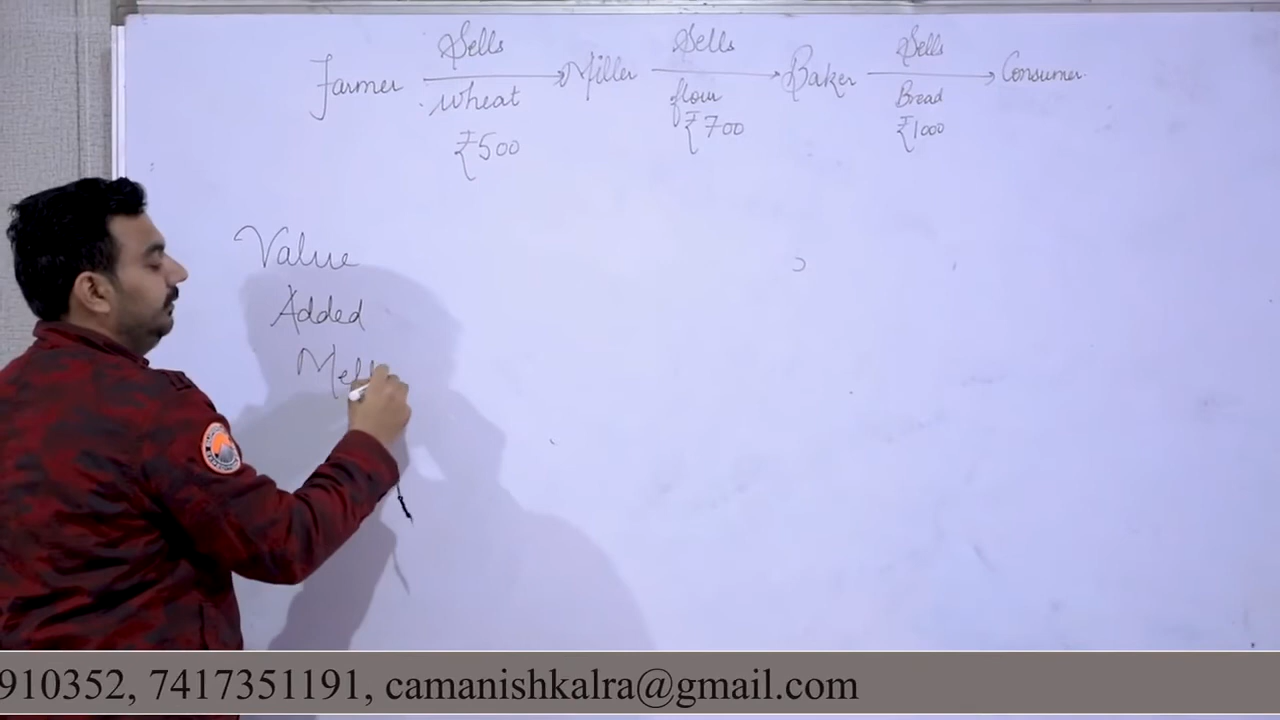 Farmer Sells Miller Sells Baker Sells Consumer
wheat flour Bread
₹500 ₹700 ₹1000
Value
Added
Met
910352, 7417351191, camanishkalra@gmail.com